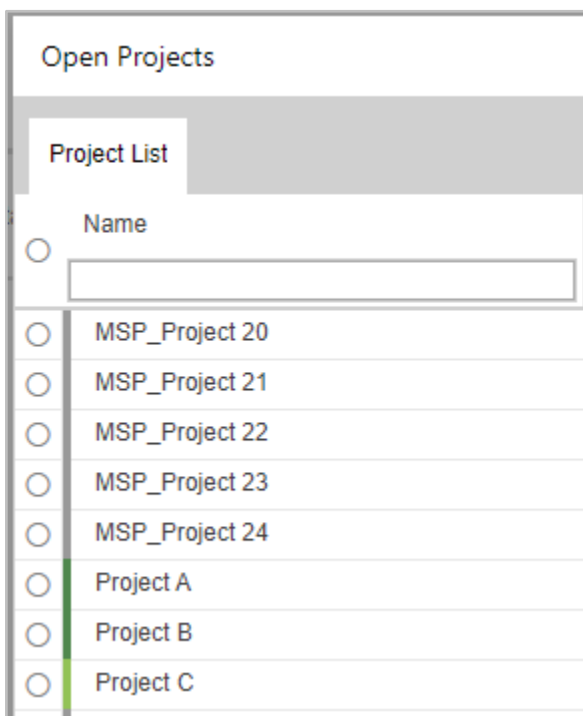 Open Projects
Project List
Name
MSP_Project 20
MSP_Project 21
MSP_Project 22
MSP_Project 23
MSP_Project 24
Project A
Project B
Project C